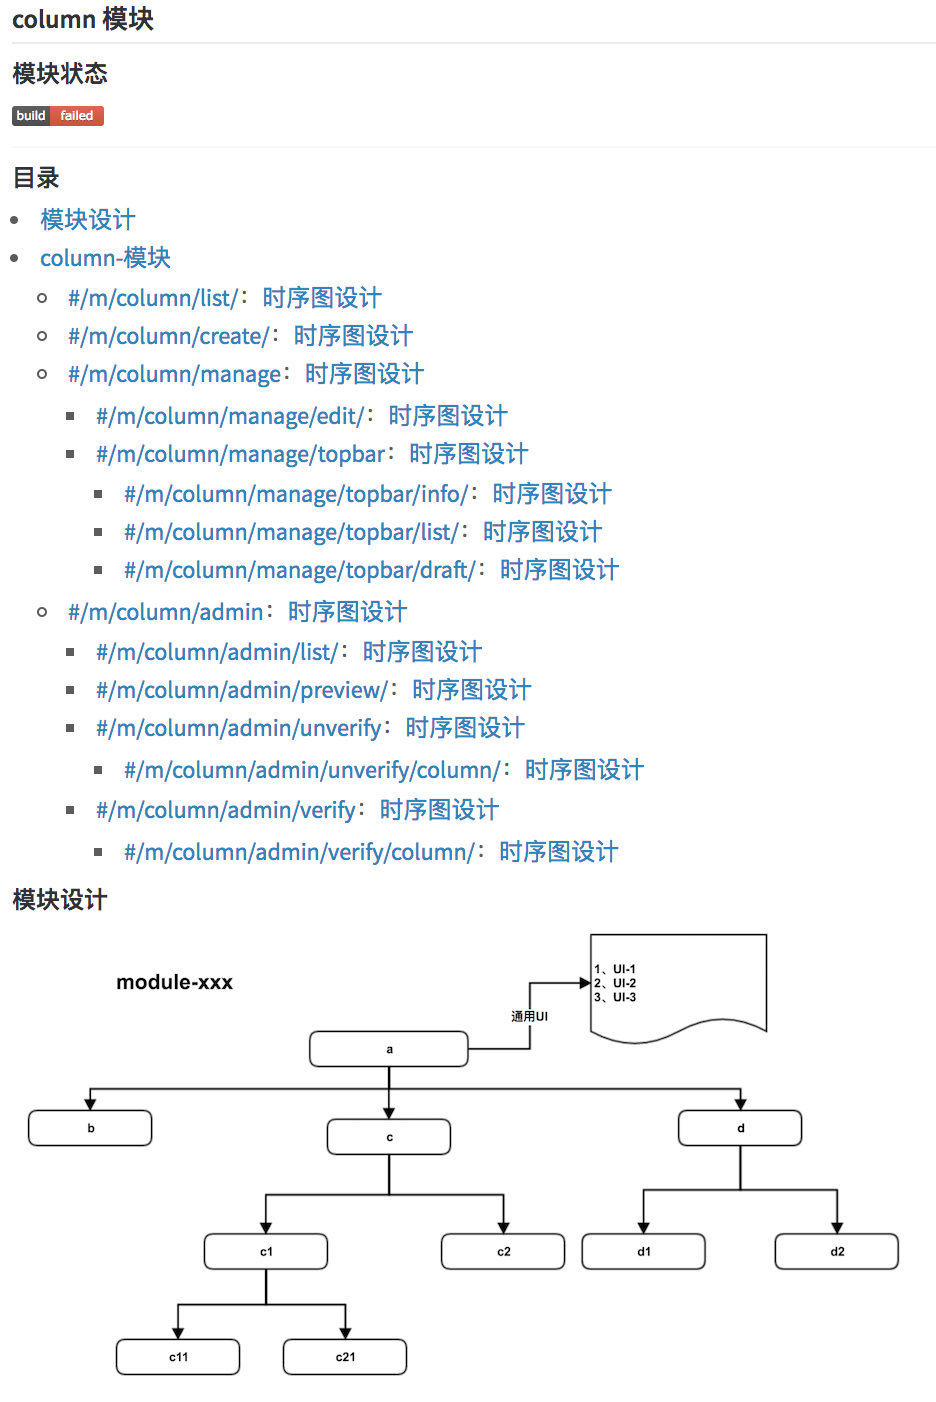 column 模块
模块状态
build failed
目录
模块设计
column-模块
#/m/column/list/：时序图设计
#/m/column/create/：时序图设计
#/m/column/manage：时序图设计
#/m/column/manage/edit/：时序图设计
#/m/column/manage/topbar：时序图设计
#/m/column/manage/topbar/info/：时序图设计
#/m/column/manage/topbar/list/：时序图设计
#/m/column/manage/topbar/draft/：时序图设计
#/m/column/admin：时序图设计
#/m/column/admin/list/：时序图设计
#/m/column/admin/preview/：时序图设计
#/m/column/admin/unverify：时序图设计
#/m/column/admin/unverify/column/：时序图设计
#/m/column/admin/verify：时序图设计
#/m/column/admin/verify/column/：时序图设计
模块设计
module-xxx
1、UI-1
2、UI-2
3、UI-3
通用UI
a
b
c
d
c1
c2
d1
d2
c11
c21